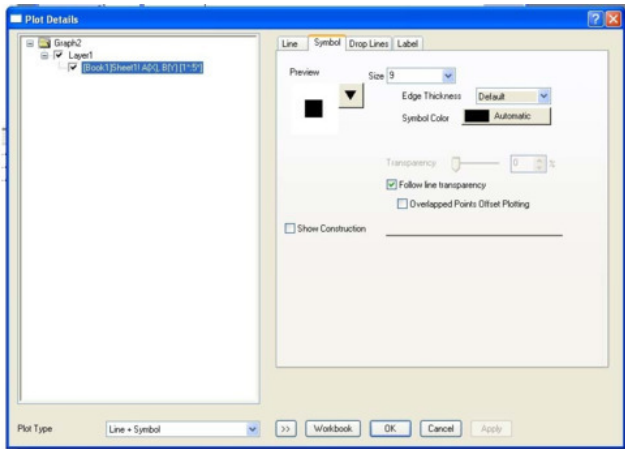 Plot Details
Graph2
Layer1
[Book1]Sheet1! A(X), B(Y) [1*:5*]
Line Symbol Drop Lines Label
Preview
Size 9
Edge Thickness Default
Symbol Color Automatic
Transparency 0 %
Follow line transparency
Overlapped Points Offset Plotting
Show Construction
Plot Type Line + Symbol >> Workbook OK Cancel Apply